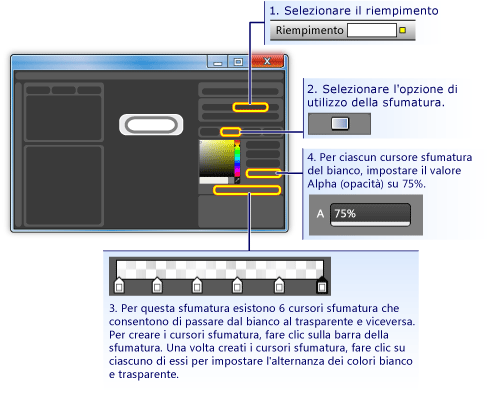 1. Selezionare il riempimento
Riempimento
2. Selezionare l'opzione di
utilizzo della sfumatura.
4. Per ciascun cursore sfumatura
del bianco, impostare il valore
Alpha (opacità) su 75%.
A 75%
3. Per questa sfumatura esistono 6 cursori sfumatura che
consentono di passare dal bianco al trasparente e viceversa.
Per creare i cursori sfumatura, fare clic sulla barra della
sfumatura. Una volta creati i cursori sfumatura, fare clic su
ciascuno di essi per impostare l'alternanza dei colori bianco
e trasparente.